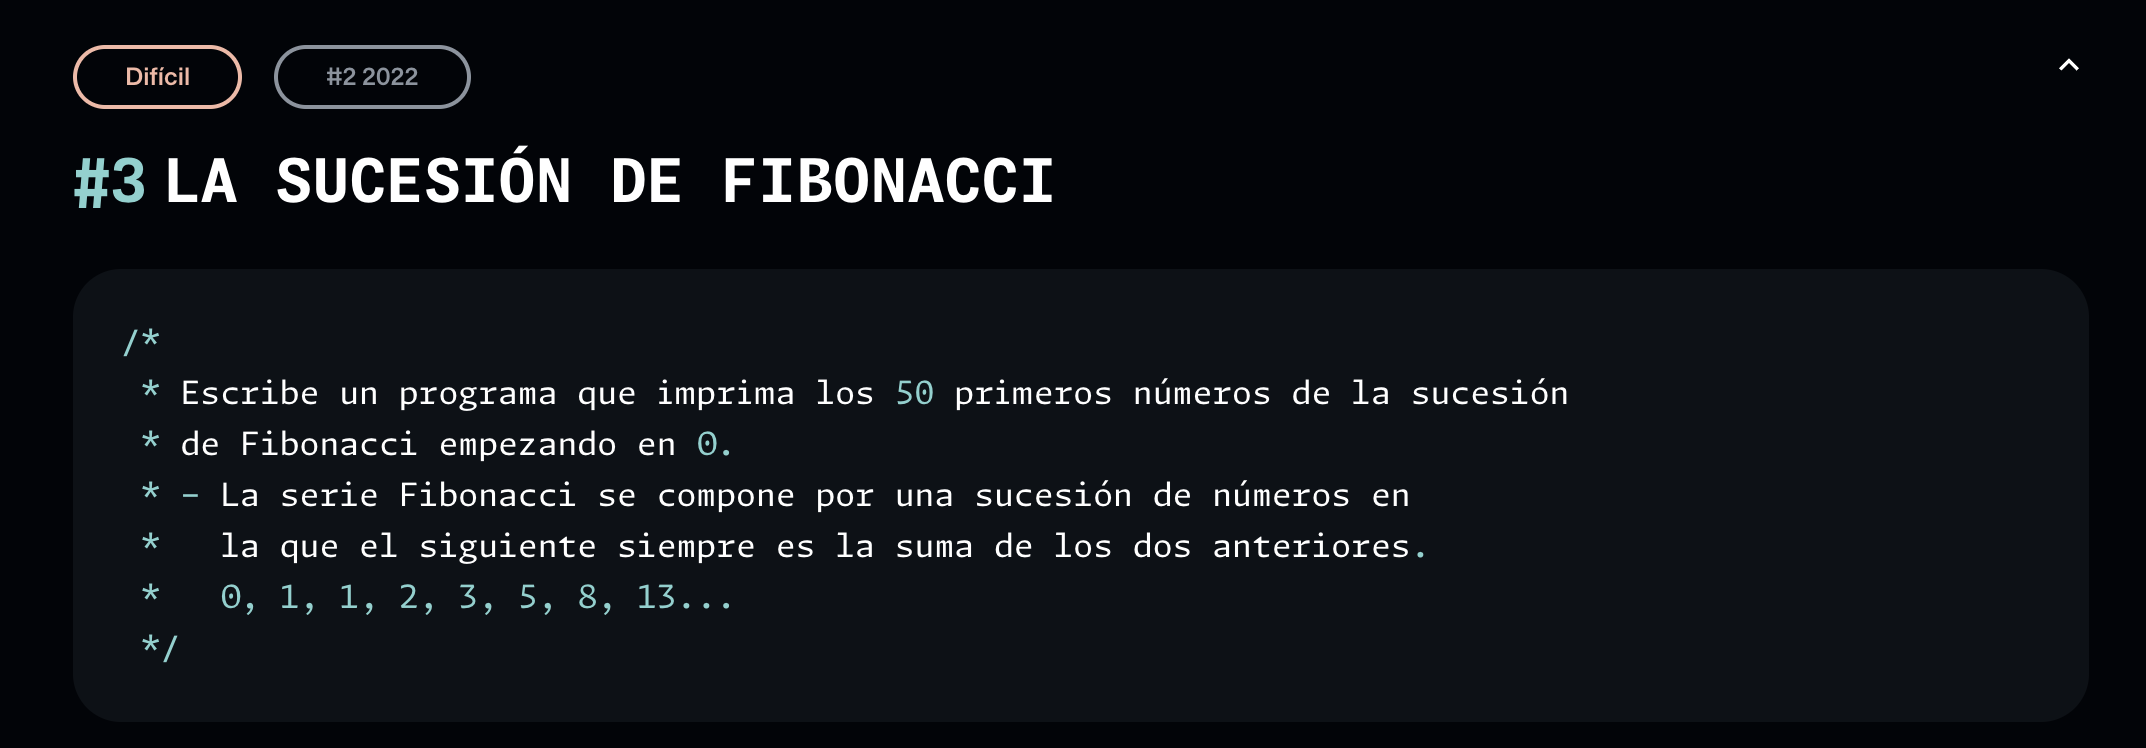 Difícil
#2 2022
#3 LA SUCESIÓN DE FIBONACCI
/*
* Escribe un programa que imprima los 50 primeros números de la sucesión
* de Fibonacci empezando en 0.
* - La serie Fibonacci se compone por una sucesión de números en
*   la que el siguiente siempre es la suma de los dos anteriores.
*   0, 1, 1, 2, 3, 5, 8, 13...
*/